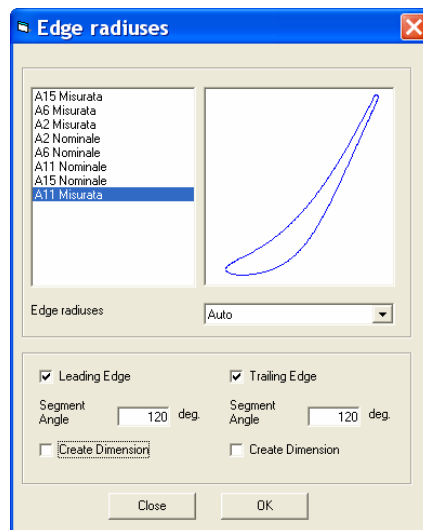 Edge radiuses
A15 Misurata
A6 Misurata
A2 Misurata
A2 Nominale
A6 Nominale
A11 Nominale
A15 Nominale
A11 Misurata
Edge radiuses
Auto
Leading Edge
Trailing Edge
Segment Angle 120 deg.
Segment Angle 120 deg.
Create Dimension
Create Dimension
Close
OK